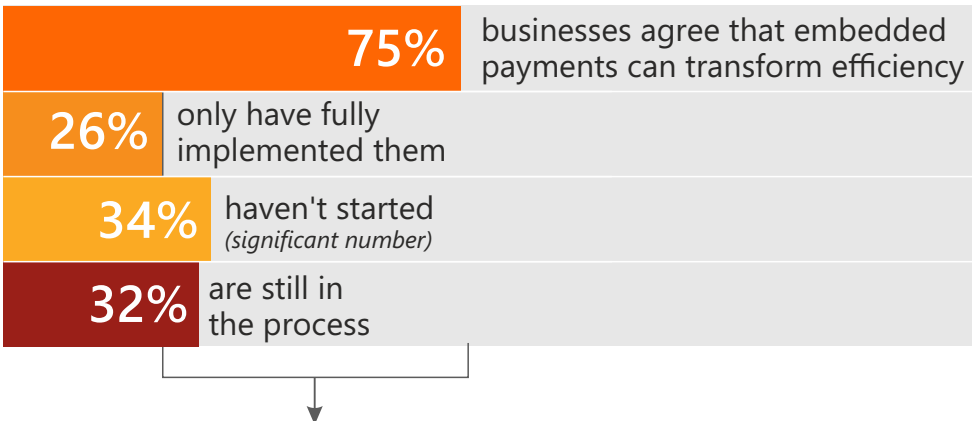 75%
businesses agree that embedded
payments can transform efficiency
26%
only have fully
implemented them
34%
haven't started
(significant number)
32%
are still in
the process